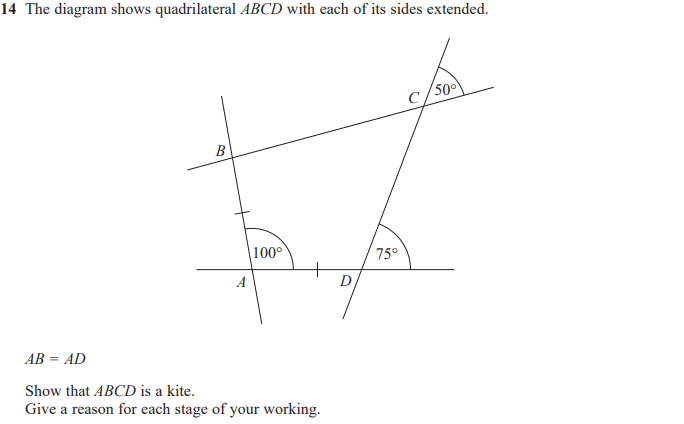 14 The diagram shows quadrilateral ABCD with each of its sides extended.
C 50°
B
100° 75°
A D
AB = AD
Show that ABCD is a kite.
Give a reason for each stage of your working.